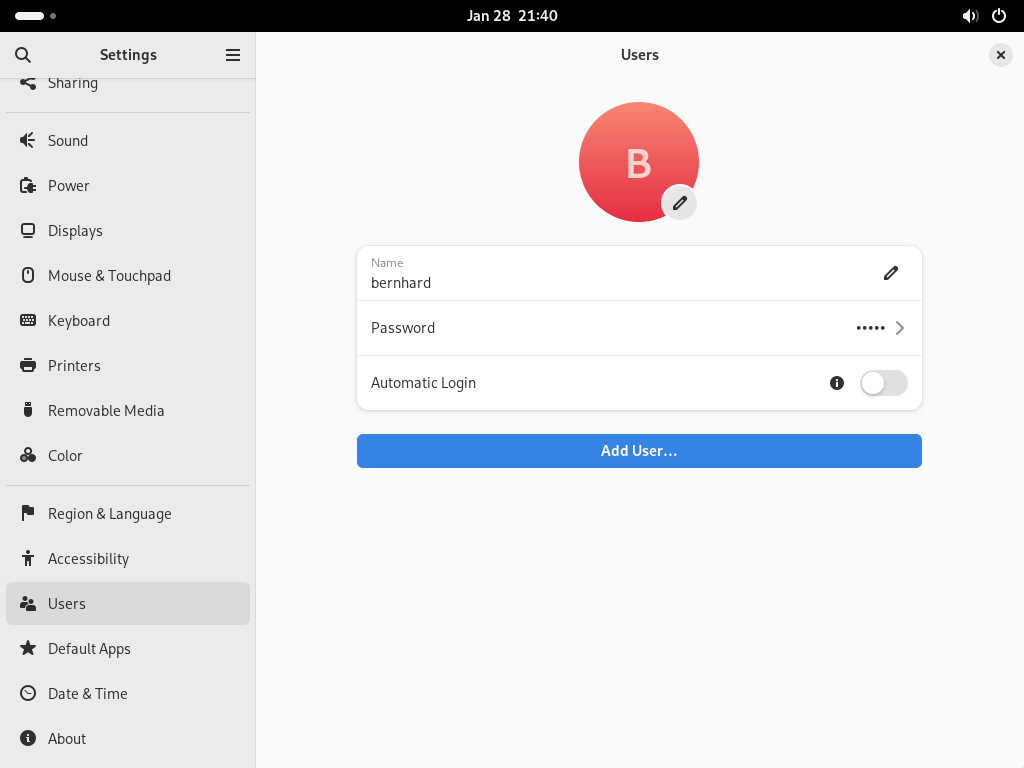 Jan 28  21:40
Settings
Users
Sharing
Sound
Power
Displays
Mouse & Touchpad
Keyboard
Printers
Removable Media
Color
Region & Language
Accessibility
Users
Default Apps
Date & Time
About
B
Name
bernhard
Password
•••••
Automatic Login
Add User…